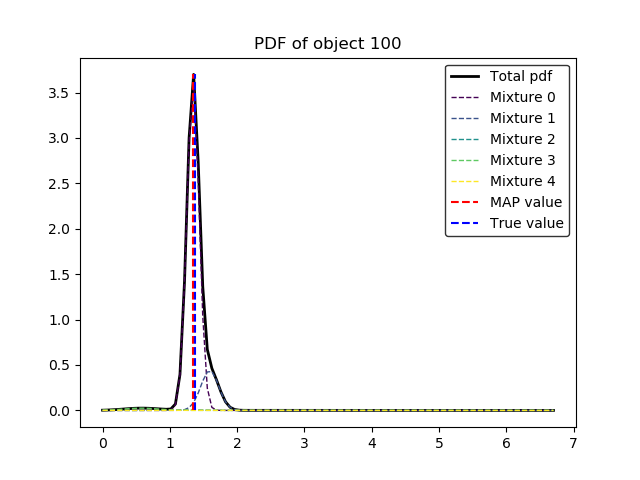 PDF of object 100
Total pdf
Mixture 0
Mixture 1
Mixture 2
Mixture 3
Mixture 4
MAP value
True value
3.5
3.0
2.5
2.0
1.5
1.0
0.5
0.0
0 1 2 3 4 5 6 7